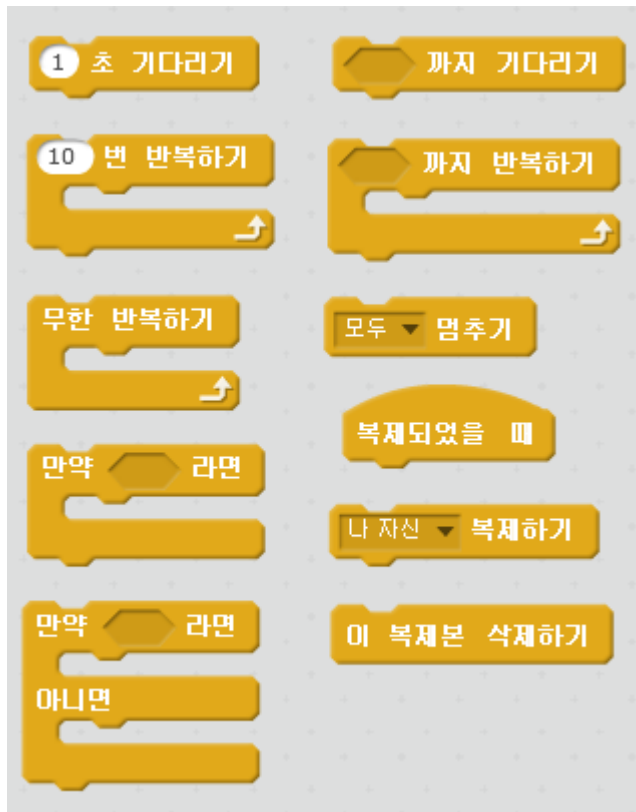 1 초 기다리기
10 번 반복하기
무한 반복하기
만약 라면
만약 라면
아니면
까지 기다리기
까지 반복하기
모두 멈추기
복제되었을 때
나 자신 복제하기
이 복제본 삭제하기